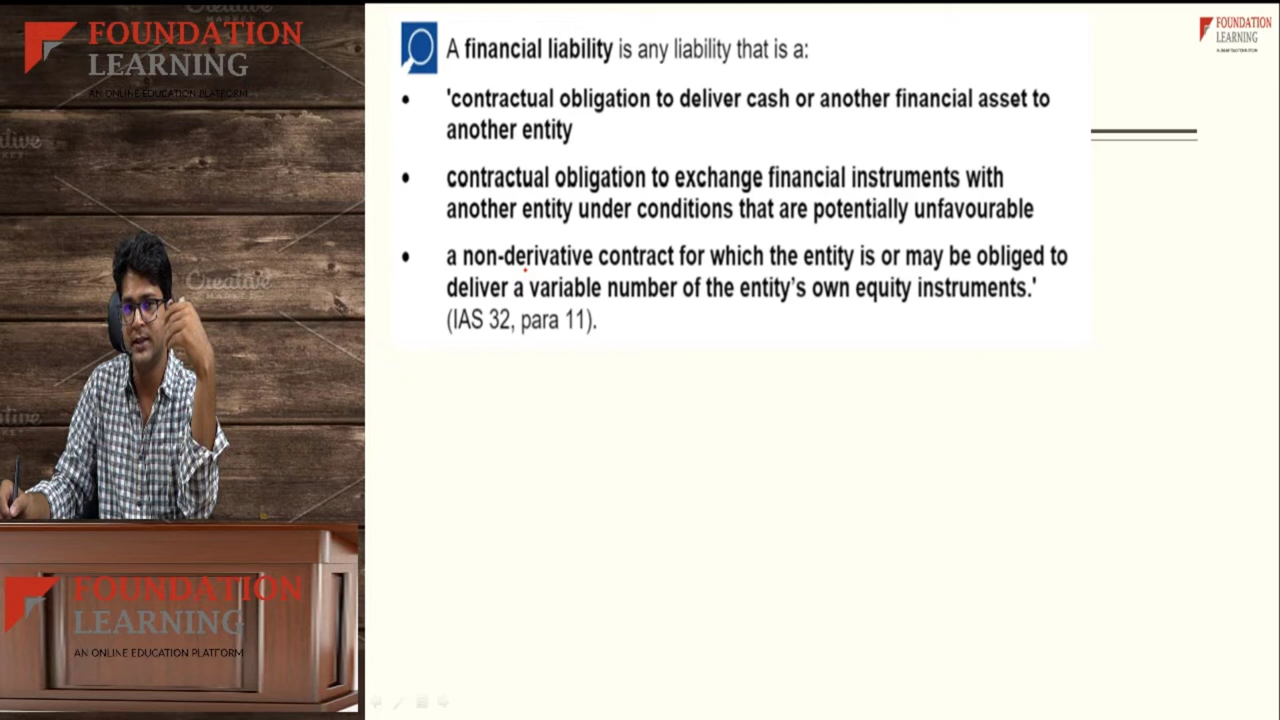 FOUNDATION
LEARNING
AN ONLINE EDUCATION PLATFORM
Creative
MARKET
Creative
A financial liability is any liability that is a:
• 'contractual obligation to deliver cash or another financial asset to
another entity
• contractual obligation to exchange financial instruments with
another entity under conditions that are potentially unfavourable
• a non-derivative contract for which the entity is or may be obliged to
deliver a variable number of the entity's own equity instruments.'
(IAS 32, para 11).
FOUNDATION
LEARNING
FOUNDATION
LEARNING
AN ONLINE EDUCATION PLATFORM